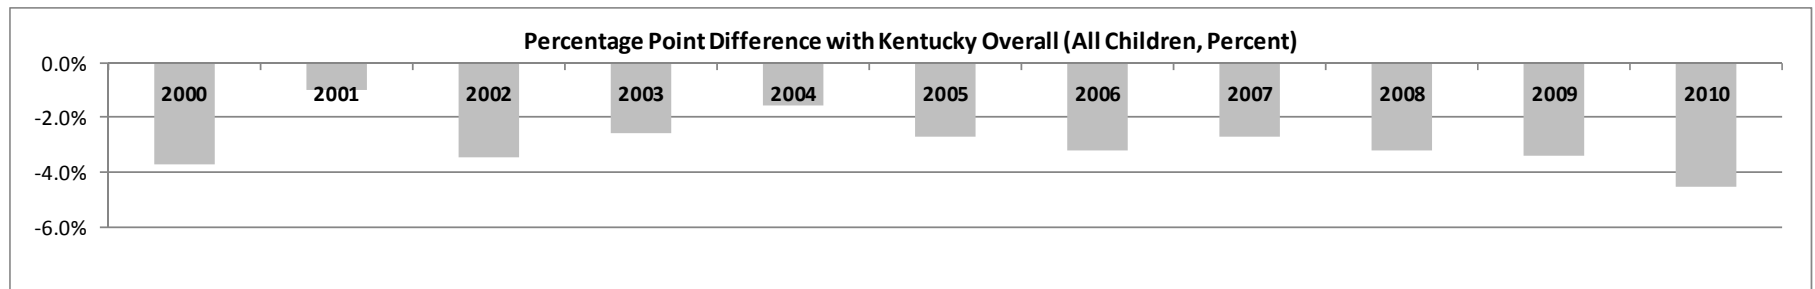 Percentage Point Difference with Kentucky Overall (All Children, Percent)
0.0%
2000 2001 2002 2003 2004 2005 2006 2007 2008 2009 2010
-2.0%
-4.0%
-6.0%